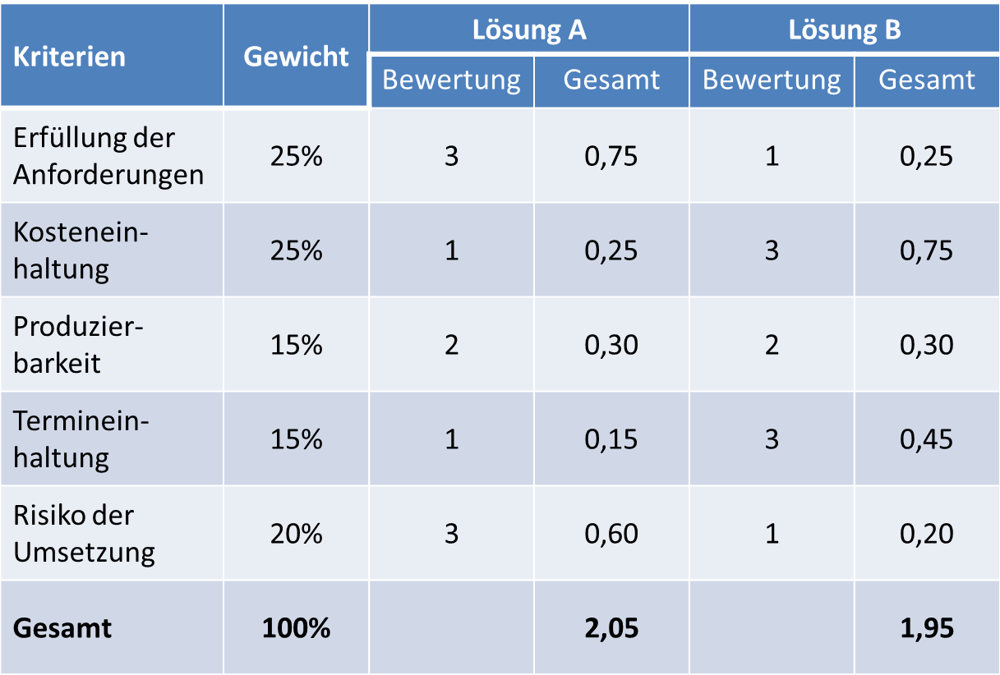 Kriterien Gewicht Lösung A Lösung B
Bewertung Gesamt Bewertung Gesamt
Erfüllung der
Anforderungen 25% 3 0,75 1 0,25
Kostenein-
haltung 25% 1 0,25 3 0,75
Produzier-
barkeit 15% 2 0,30 2 0,30
Terminein-
haltung 15% 1 0,15 3 0,45
Risiko der
Umsetzung 20% 3 0,60 1 0,20
Gesamt 100% 2,05 1,95